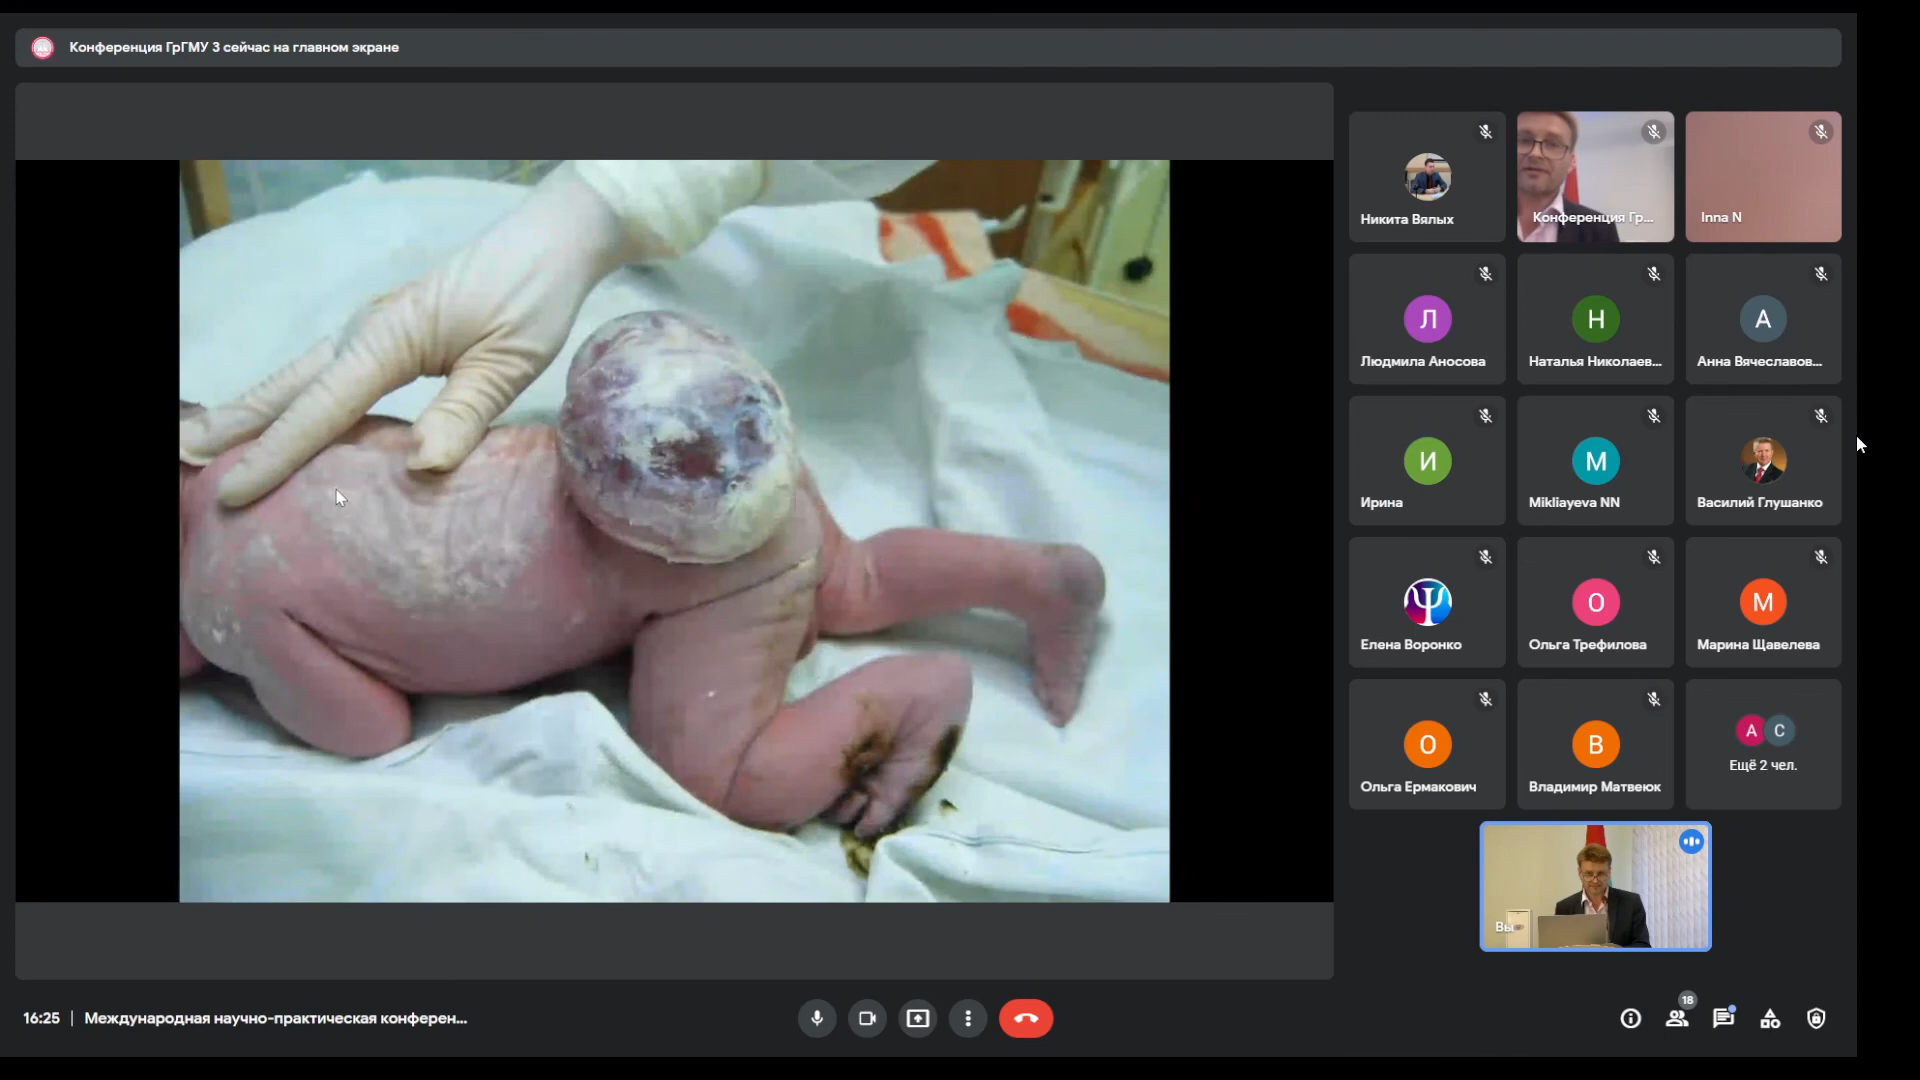 Конференция ГрГМУ 3 сейчас на главном экране
Никита Вялых
Конференция Гр...
Inna N
Л
Людмила Аносова
Н
Наталья Николаев...
А
Анна Вячеславов...
И
Ирина
M
Mikliayeva NN
Василий Глушанко
Ψ
Елена Воронко
О
Ольга Трефилова
М
Марина Щавелева
О
Ольга Ермакович
В
Владимир Матвеюк
А С
Ещё 2 чел.
Вы
16:25 | Международная научно-практическая конферен...
18